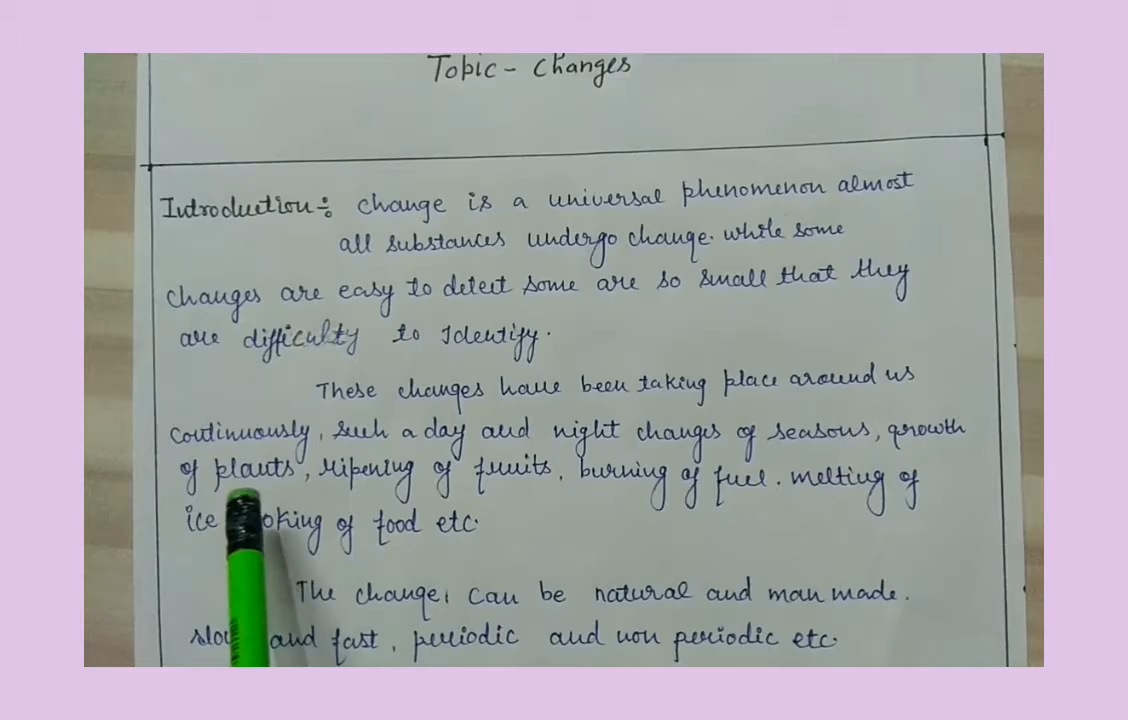 Topic - Changes
Introduction÷ change is a universal phenomenon almost
all substances undergo change. while some
changes are easy to detect some are so small that they
are difficulty to Identify.
These changes have been taking place around us
continuously, such a day and night changes of seasons, growth
of plants, ripening of fruits, burning of fuel. melting of
ice of food etc.
The change, can be natural and man made.
and fast, periodic and non periodic etc.